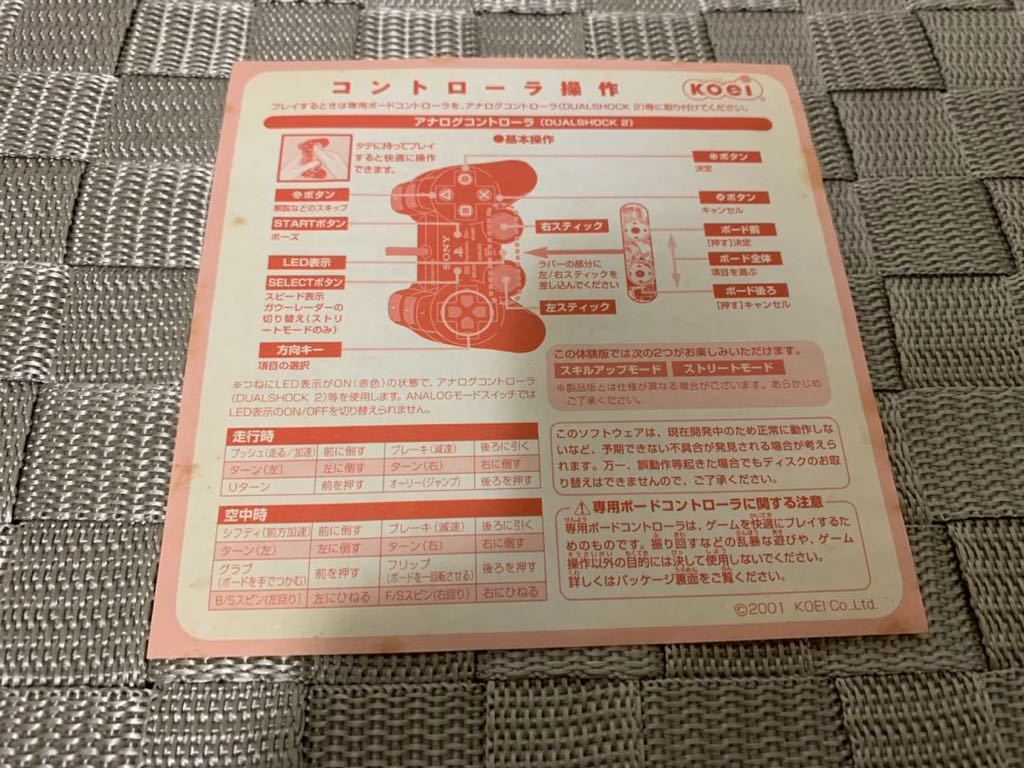 コントローラ操作
KOEI
プレイするときは専用ボードコントローラを、アナログコントローラ(DUALSHOCK 2)等に取り付けてください。
アナログコントローラ (DUALSHOCK 2)
●基本操作
タテに持ってプレイ
すると快適に操作
できます。
ボタン
解説などのスキップ
STARTボタン
ポーズ
LED表示
SELECTボタン
スピード表示
ガウーレーダーの
切り替え(ストリ
ートモードのみ)
方向キー
項目の選択
SONY
右スティック
ラバーの部分に
左/右スティックを
差し込んでください
左スティック
ボタン
決定
ボタン
キャンセル
ボード前
[押す]決定
ボード全体
項目を選ぶ
ボード後ろ
[押す]キャンセル
※つねにLED表示がON(赤色)の状態で、アナログコントローラ
(DUALSHOCK 2)等を使用します。ANALOGモードスイッチでは
LED表示のON/OFFを切り替えられません。
この体験版では次の2つがお楽しみいただけます。
スキルアップモード ストリートモード
※製品版とは仕様が異なる場合がございます。あらかじめ
ご了承ください。
走行時
プッシュ(走る/加速) 前に倒す ブレーキ(減速) 後ろに引く
ターン(左) 左に倒す ターン(右) 右に倒す
Uターン 前を押す オーリー(ジャンプ) 後ろを押す
空中時
シフティ(前方加速) 前に倒す ブレーキ(減速) 後ろに引く
ターン(左) 左に倒す ターン(右) 右に倒す
グラブ
(ボードを手でつかむ) 前を押す フリップ
(ボードを一回転させる) 後ろを押す
B/Sスピン(左回り) 左にひねる F/Sスピン(右回り) 右にひねる
このソフトウェアは、現在開発中のため正常に動作し
ないなど、予期できない不具合が発見される場合が考えら
れます。万一、誤動作等起きた場合でもディスクのお取
り替えはできませんので、ご了承ください。
⚠専用ボードコントローラに関する注意
専用ボードコントローラは、ゲームを快適にプレイするた
めのものです。振り回すなどの乱暴な遊びや、ゲーム
操作以外の目的には決して使用しないでください。
詳しくはパッケージ裏面をご覧ください。
©2001 KOEI Co.,Ltd.